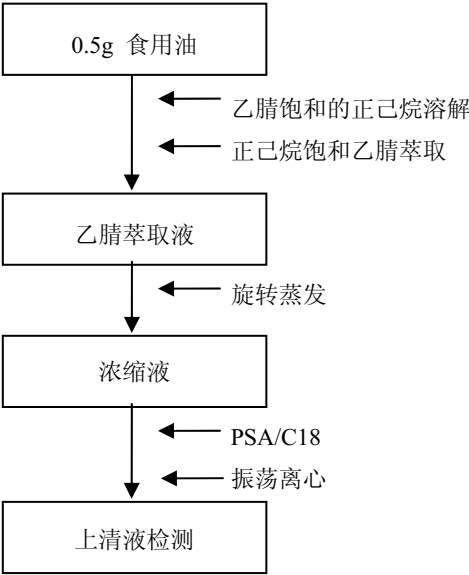 0.5g 食用油
乙腈饱和的正己烷溶解
正己烷饱和乙腈萃取
乙腈萃取液
旋转蒸发
浓缩液
PSA/C18
振荡离心
上清液检测